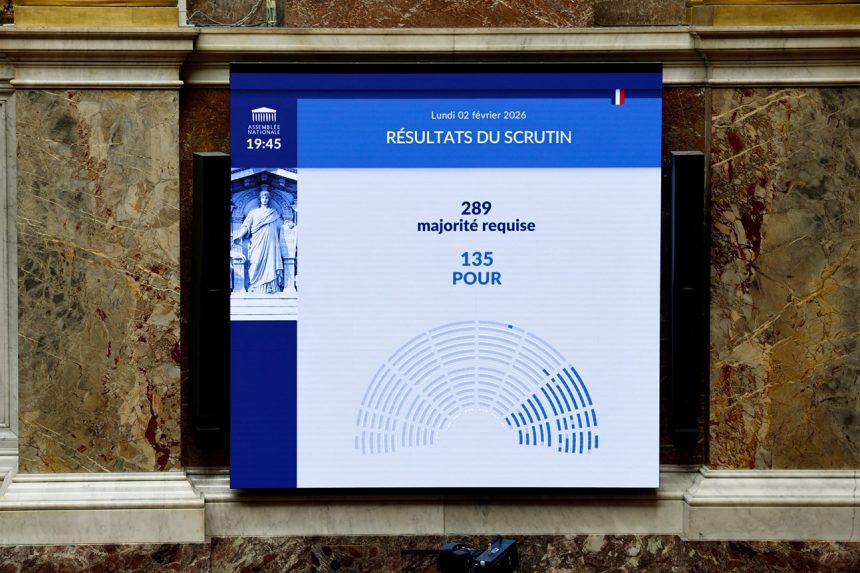 ASSEMBLÉE
NATIONALE
19:45
Lundi 02 février 2026
RÉSULTATS DU SCRUTIN
289
majorité requise
135
POUR